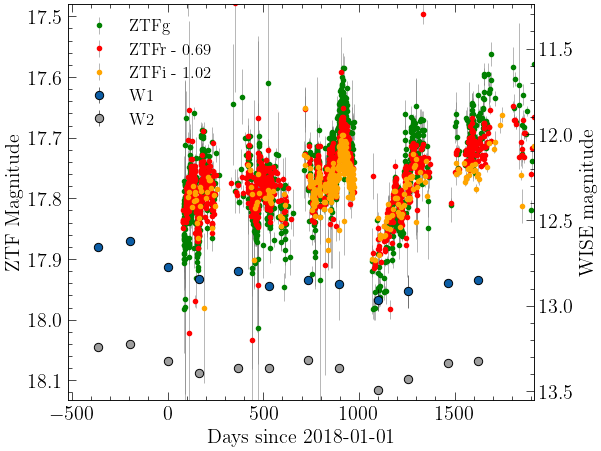 17.5
17.6
17.7
17.8
17.9
18.0
18.1
ZTF Magnitude
ZTFg
ZTFr - 0.69
ZTFi - 1.02
W1
W2
11.5
12.0
12.5
13.0
13.5
WISE magnitude
−500 0 500 1000 1500
Days since 2018-01-01